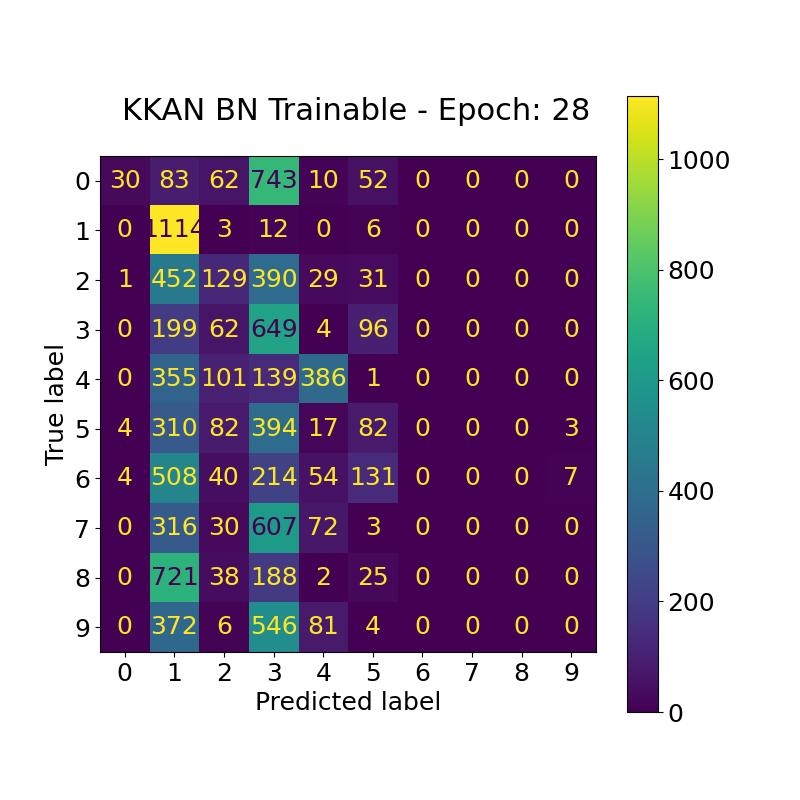 KKAN BN Trainable - Epoch: 28
0 30 83 62 743 10 52 0 0 0 0
1 0 1114 3 12 0 6 0 0 0 0
2 1 452 129 390 29 31 0 0 0 0
3 0 199 62 649 4 96 0 0 0 0
4 0 355 101 139 386 1 0 0 0 0
5 4 310 82 394 17 82 0 0 0 3
6 4 508 40 214 54 131 0 0 0 7
7 0 316 30 607 72 3 0 0 0 0
8 0 721 38 188 2 25 0 0 0 0
9 0 372 6 546 81 4 0 0 0 0
0 1 2 3 4 5 6 7 8 9
Predicted label
True label
1000
800
600
400
200
0